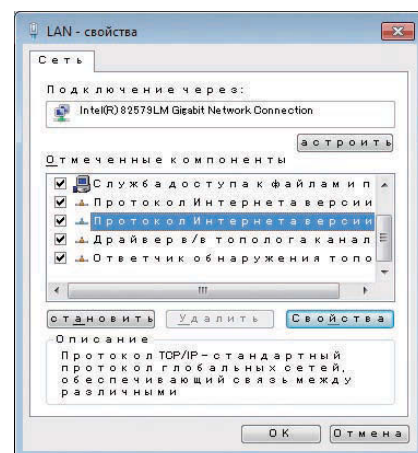 LAN - свойства
Сеть
Подключение через:
Intel(R) 82579LM Gigabit Network Connection
астроить
Отмеченные компоненты
Служба доступа к файлам и п
Протокол Интернета версии
Протокол Интернета версии
Драйвер в/в тополога канал
Ответчик обнаружения топо
становить Удалить Свойства
Описание
Протокол TCP/IP – стандартный
протокол глобальных сетей,
обеспечивающий связь между
различными
OK Отмена